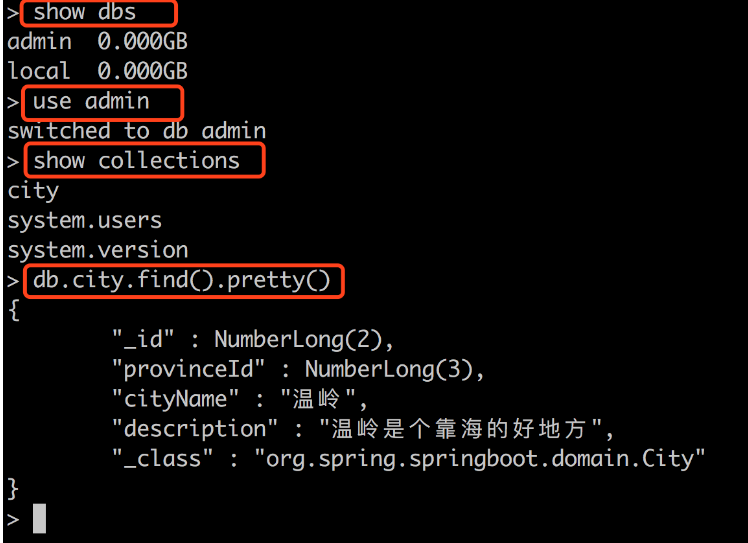 > show dbs
admin  0.000GB
local  0.000GB
> use admin
switched to db admin
> show collections
city
system.users
system.version
> db.city.find().pretty()
{
        "_id" : NumberLong(2),
        "provinceId" : NumberLong(3),
        "cityName" : "温岭",
        "description" : "温岭是个靠海的好地方",
        "_class" : "org.spring.springboot.domain.City"
}
>